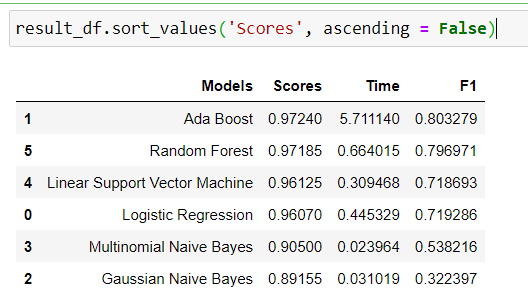 result_df.sort_values('Scores', ascending = False)
Models Scores Time F1
1 Ada Boost 0.97240 5.711140 0.803279
5 Random Forest 0.97185 0.664015 0.796971
4 Linear Support Vector Machine 0.96125 0.309468 0.718693
0 Logistic Regression 0.96070 0.445329 0.719286
3 Multinomial Naive Bayes 0.90500 0.023964 0.538216
2 Gaussian Naive Bayes 0.89155 0.031019 0.322397